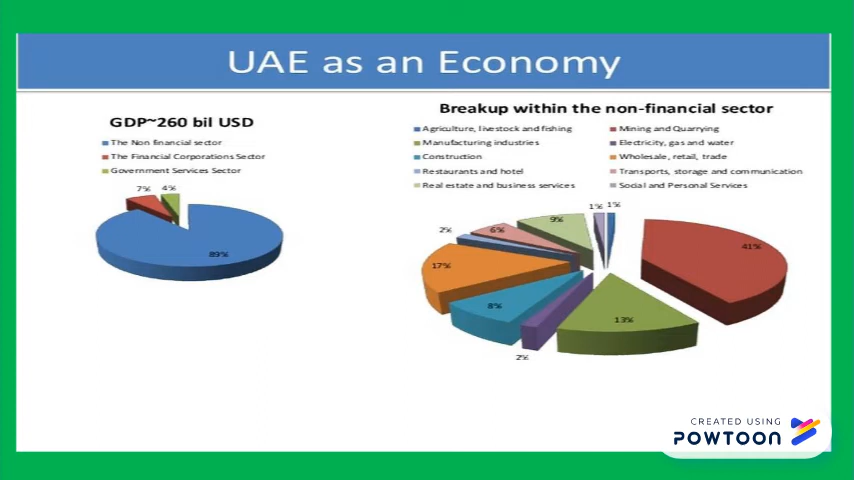 UAE as an Economy
GDP~260 bil USD
The Non financial sector
The Financial Corporations Sector
Government Services Sector
7% 4%
89%
Breakup within the non-financial sector
Agriculture, livestock and fishing Mining and Quarrying
Manufacturing industries Electricity, gas and water
Construction Wholesale, retail, trade
Restaurants and hotel Transports, storage and communication
Real estate and business services Social and Personal Services
1% 1%
9%
2% 6%
41%
17%
8%
13%
2%
CREATED USING
POWTOON